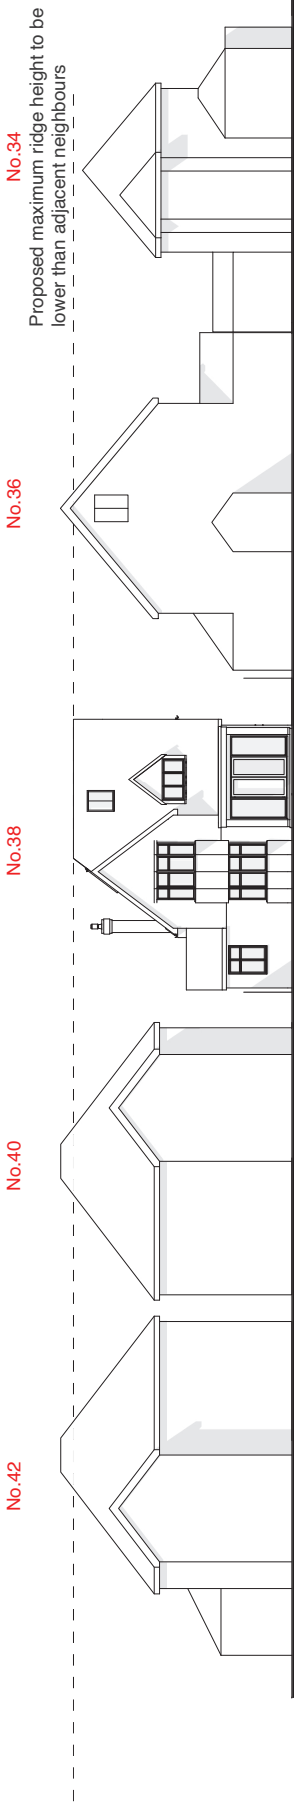 No.42
No.40
No.38
No.36
No.34
Proposed maximum ridge height to be
lower than adjacent neighbours